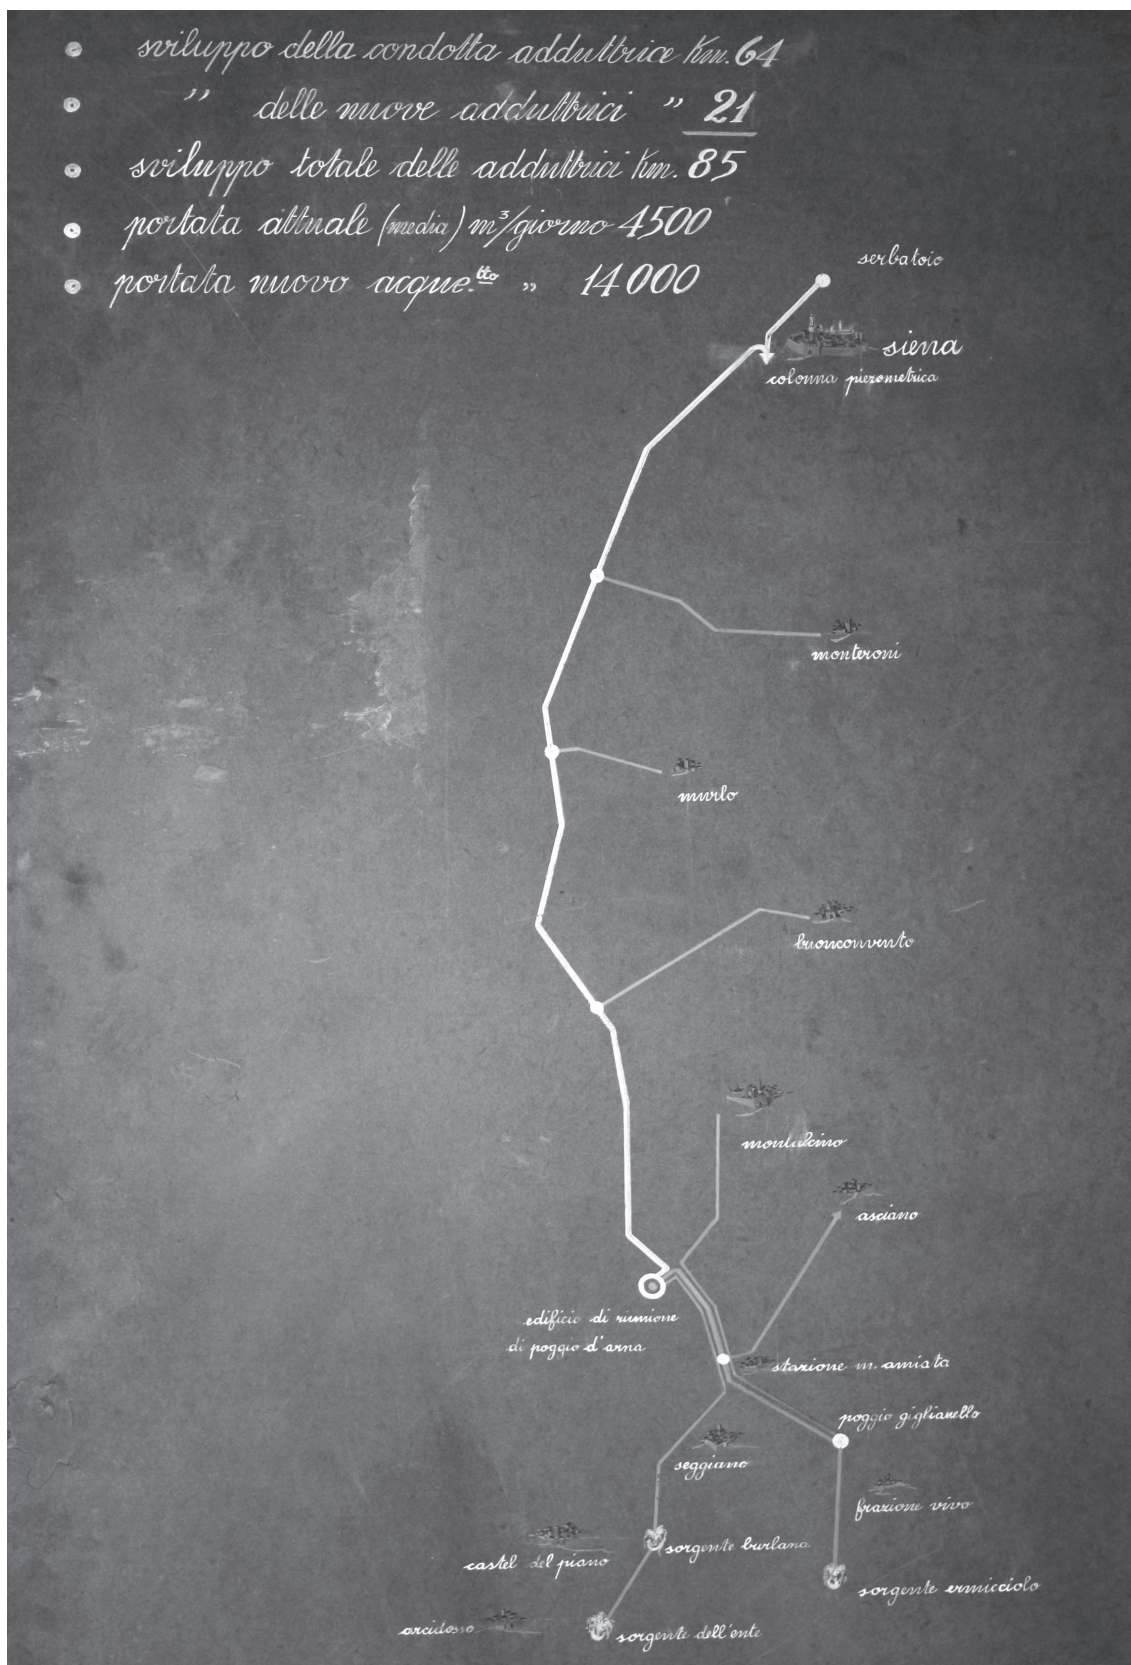 sviluppo della condotta adduttrice Km. 64
” delle nuove adduttrici ” 21
sviluppo totale delle adduttrici Km. 85
portata attuale (media) m³/giorno 4500
portata nuovo acque.tto ” 14000
serbatoio
siena
colonna piezometrica
monteroni
murlo
buonconvento
montalcino
asciano
edificio di riunione
di poggio d'arna
stazione m. amiata
poggio giglianello
seggiano
frazione vivo
sorgente burlana
castel del piano
sorgente ermicciolo
arcidosso
sorgente dell'ente